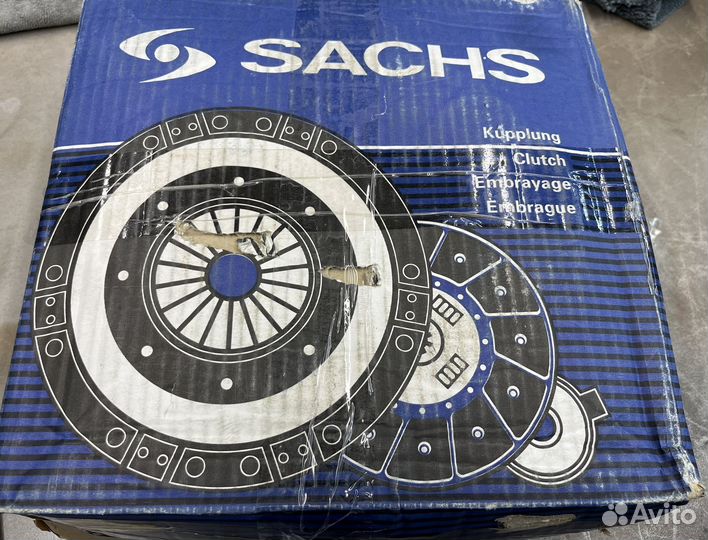 SACHS
Kupplung
Clutch
Embrayage
Embrague
Avito